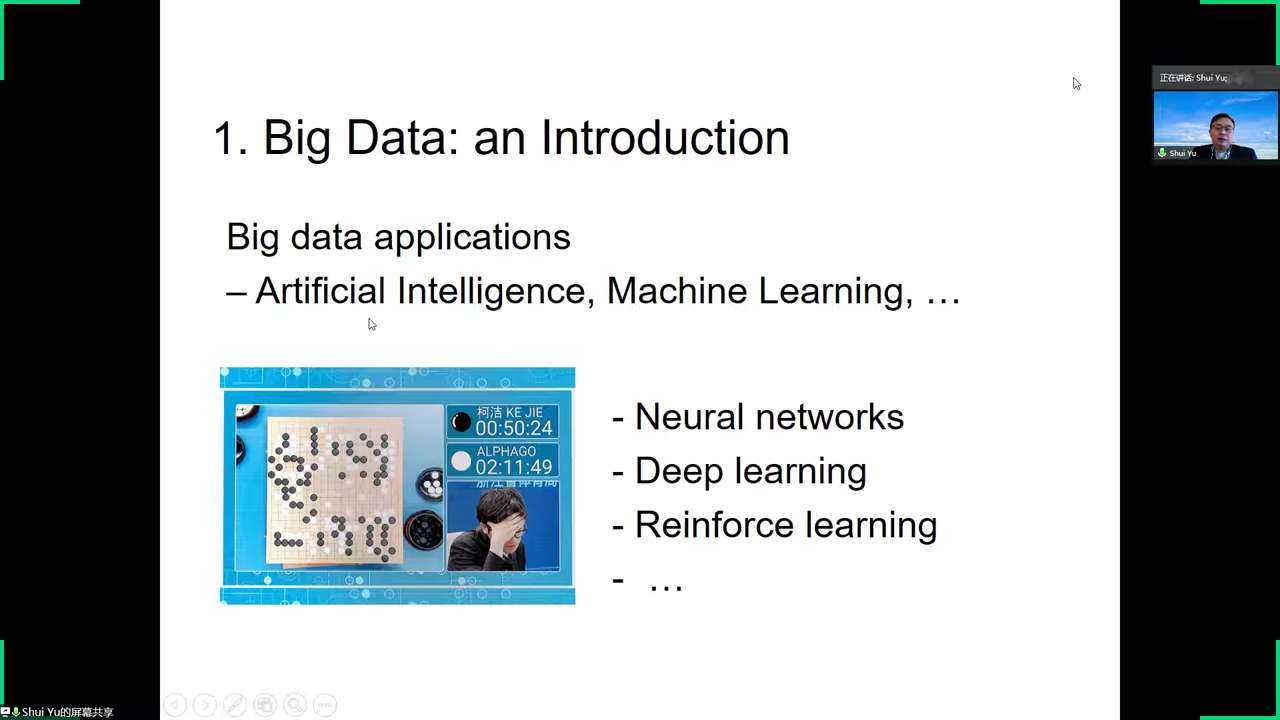 正在讲话: Shui Yu;
Shui Yu
1. Big Data: an Introduction
Big data applications
– Artificial Intelligence, Machine Learning, …
柯洁 KE JIE
00:50:24
ALPHAGO
02:11:49
- Neural networks
- Deep learning
- Reinforce learning
- …
Shui Yu的屏幕共享